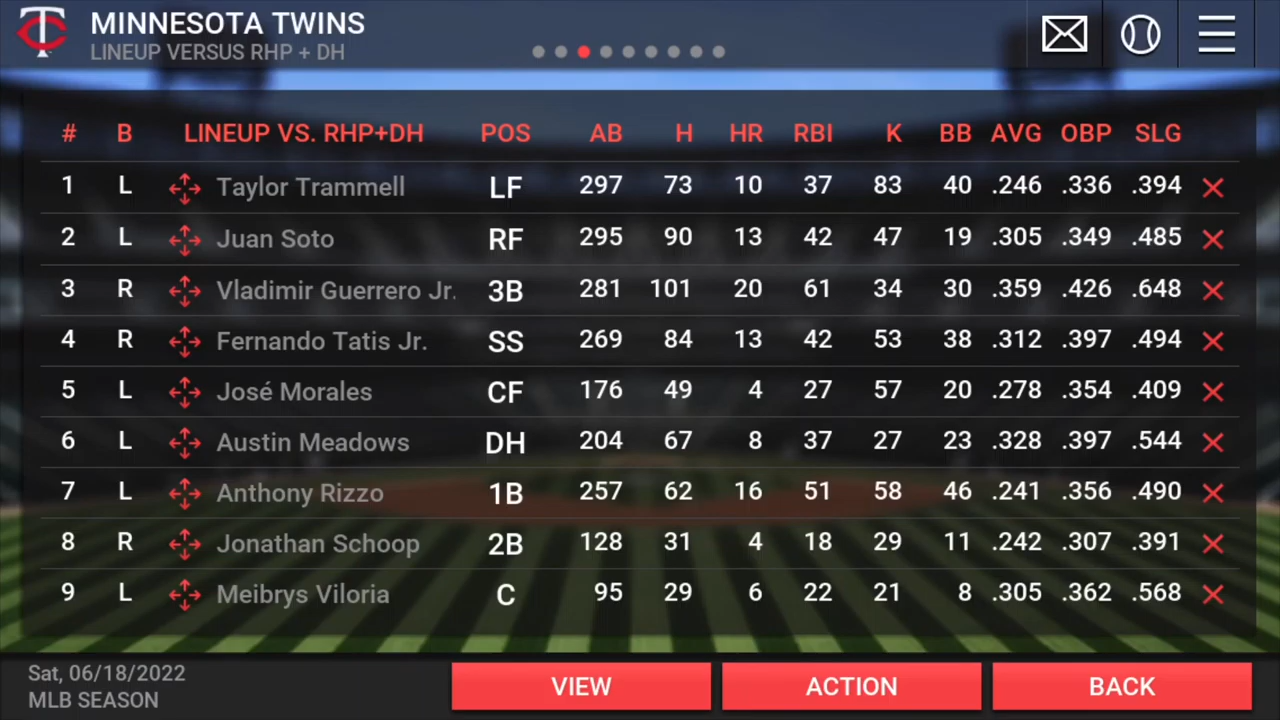 MINNESOTA TWINS
LINEUP VERSUS RHP + DH
# B LINEUP VS. RHP+DH POS AB H HR RBI K BB AVG OBP SLG
1 L Taylor Trammell LF 297 73 10 37 83 40 .246 .336 .394
2 L Juan Soto RF 295 90 13 42 47 19 .305 .349 .485
3 R Vladimir Guerrero Jr. 3B 281 101 20 61 34 30 .359 .426 .648
4 R Fernando Tatis Jr. SS 269 84 13 42 53 38 .312 .397 .494
5 L José Morales CF 176 49 4 27 57 20 .278 .354 .409
6 L Austin Meadows DH 204 67 8 37 27 23 .328 .397 .544
7 L Anthony Rizzo 1B 257 62 16 51 58 46 .241 .356 .490
8 R Jonathan Schoop 2B 128 31 4 18 29 11 .242 .307 .391
9 L Meibrys Viloria C 95 29 6 22 21 8 .305 .362 .568
Sat, 06/18/2022
MLB SEASON
VIEW ACTION BACK